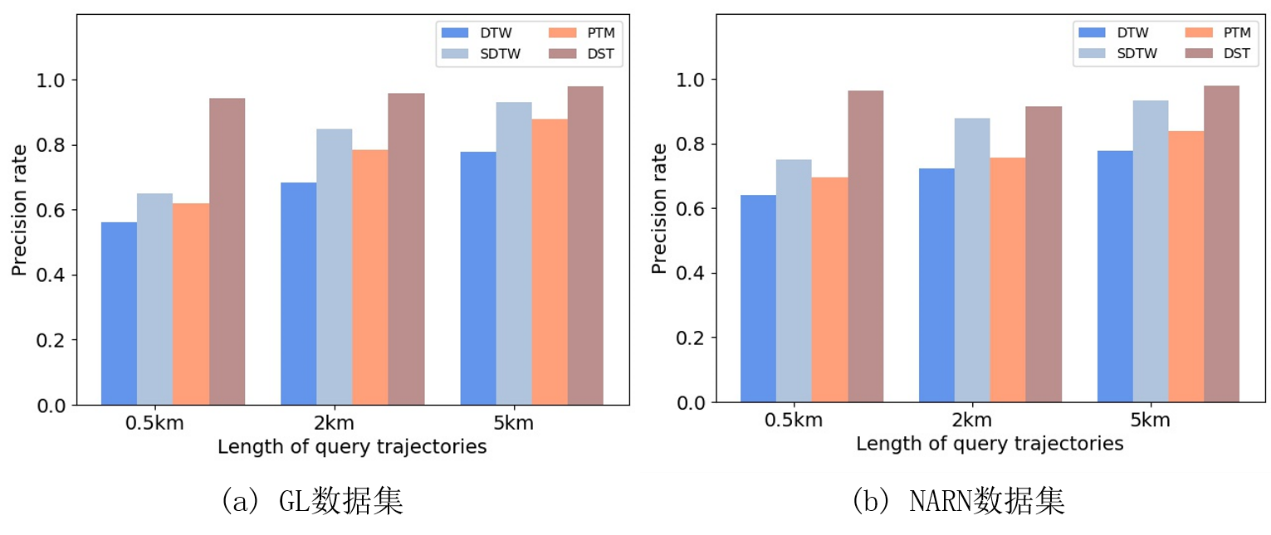 DTW PTM
SDTW DST
1.0
0.8
0.6
0.4
0.2
0.0
Precision rate
0.5km 2km 5km
Length of query trajectories
(a) GL数据集
DTW PTM
SDTW DST
1.0
0.8
0.6
0.4
0.2
0.0
Precision rate
0.5km 2km 5km
Length of query trajectories
(b) NARN数据集